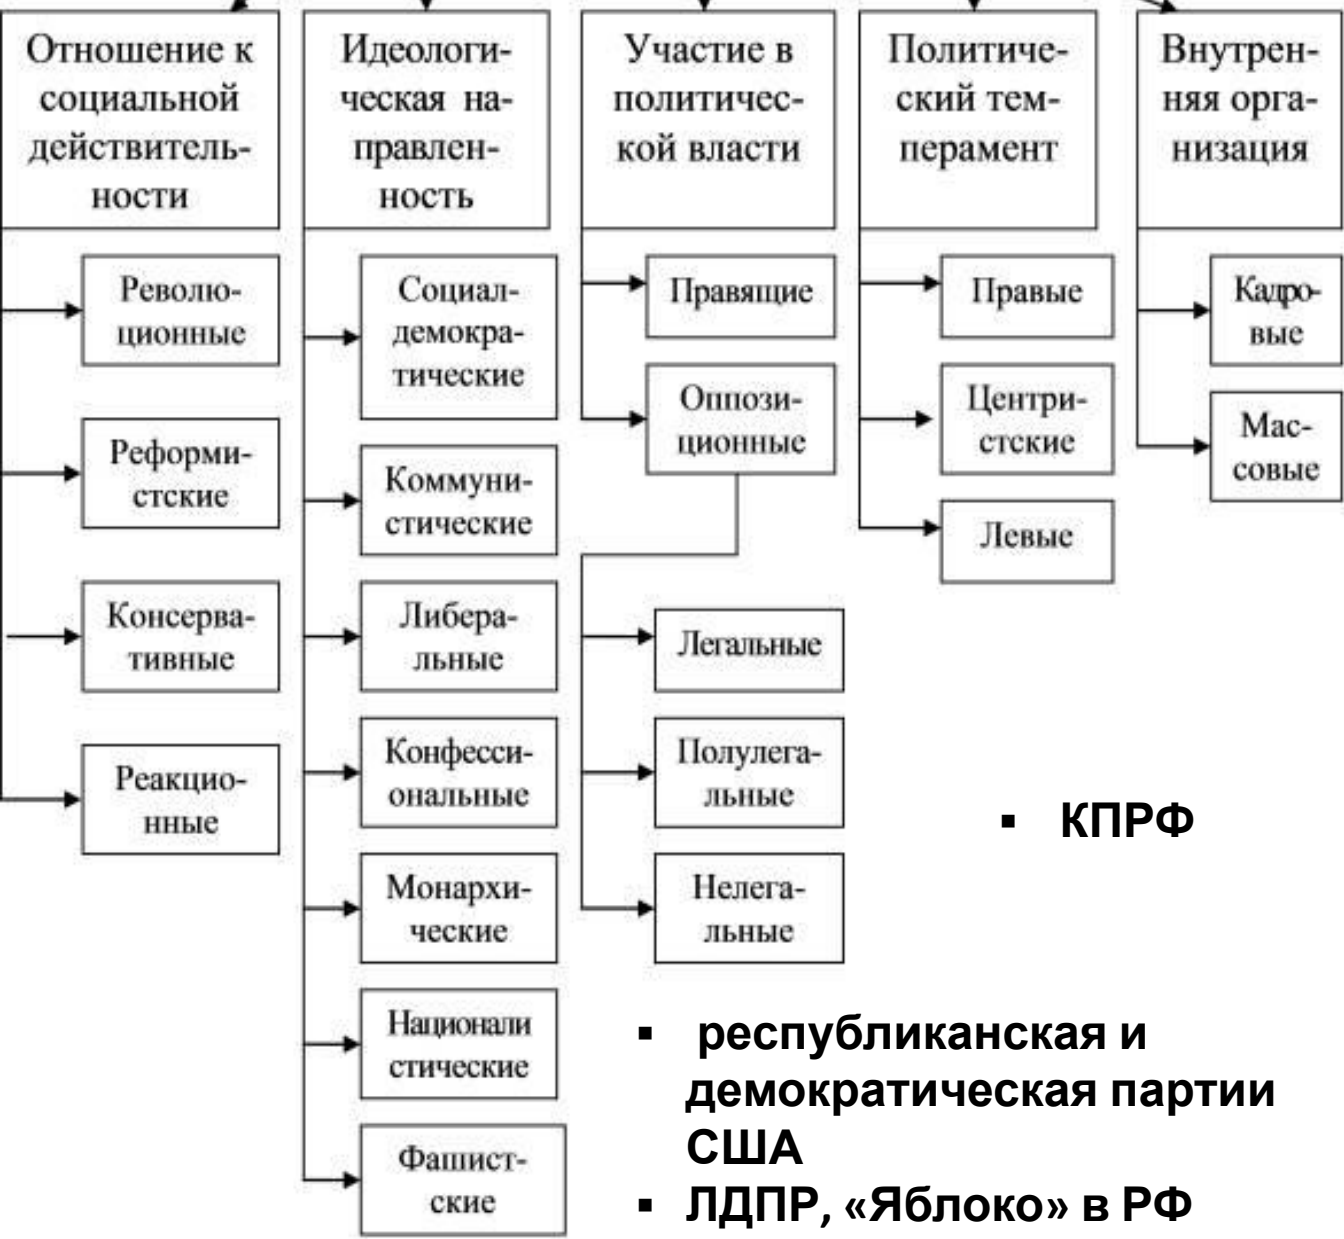 Отношение к
социальной
действитель-
ности
Револю-
ционные
Реформи-
стские
Консерва-
тивные
Реакцио-
нные
Идеологи-
ческая на-
правлен-
ность
Социал-
демокра-
тические
Коммуни-
стические
Либера-
льные
Конфесси-
ональные
Монархи-
ческие
Национали
стические
Фашист-
ские
Участие в
политичес-
кой власти
Правящие
Оппози-
ционные
Легальные
Полулега-
льные
Нелега-
льные
Политиче-
ский тем-
перамент
Правые
Центри-
стские
Левые
Внутрен-
няя орга-
низация
Кадро-
вые
Мас-
совые
▪ КПРФ
▪ республиканская и
демократическая партии
США
▪ ЛДПР, «Яблоко» в РФ